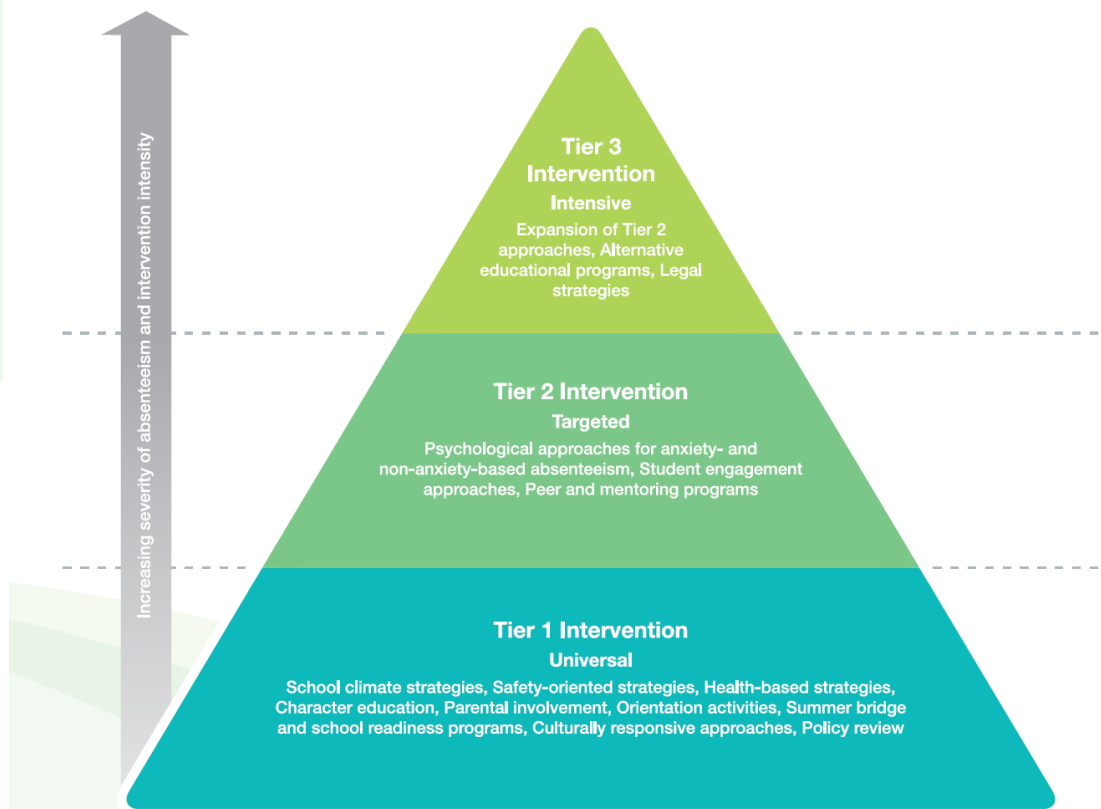 Increasing severity of absenteeism and intervention intensity
Tier 3
Intervention
Intensive
Expansion of Tier 2
approaches, Alternative
educational programs, Legal
strategies
Tier 2 Intervention
Targeted
Psychological approaches for anxiety- and
non-anxiety-based absenteeism, Student engagement
approaches, Peer and mentoring programs
Tier 1 Intervention
Universal
School climate strategies, Safety-oriented strategies, Health-based strategies,
Character education, Parental involvement, Orientation activities, Summer bridge
and school readiness programs, Culturally responsive approaches, Policy review